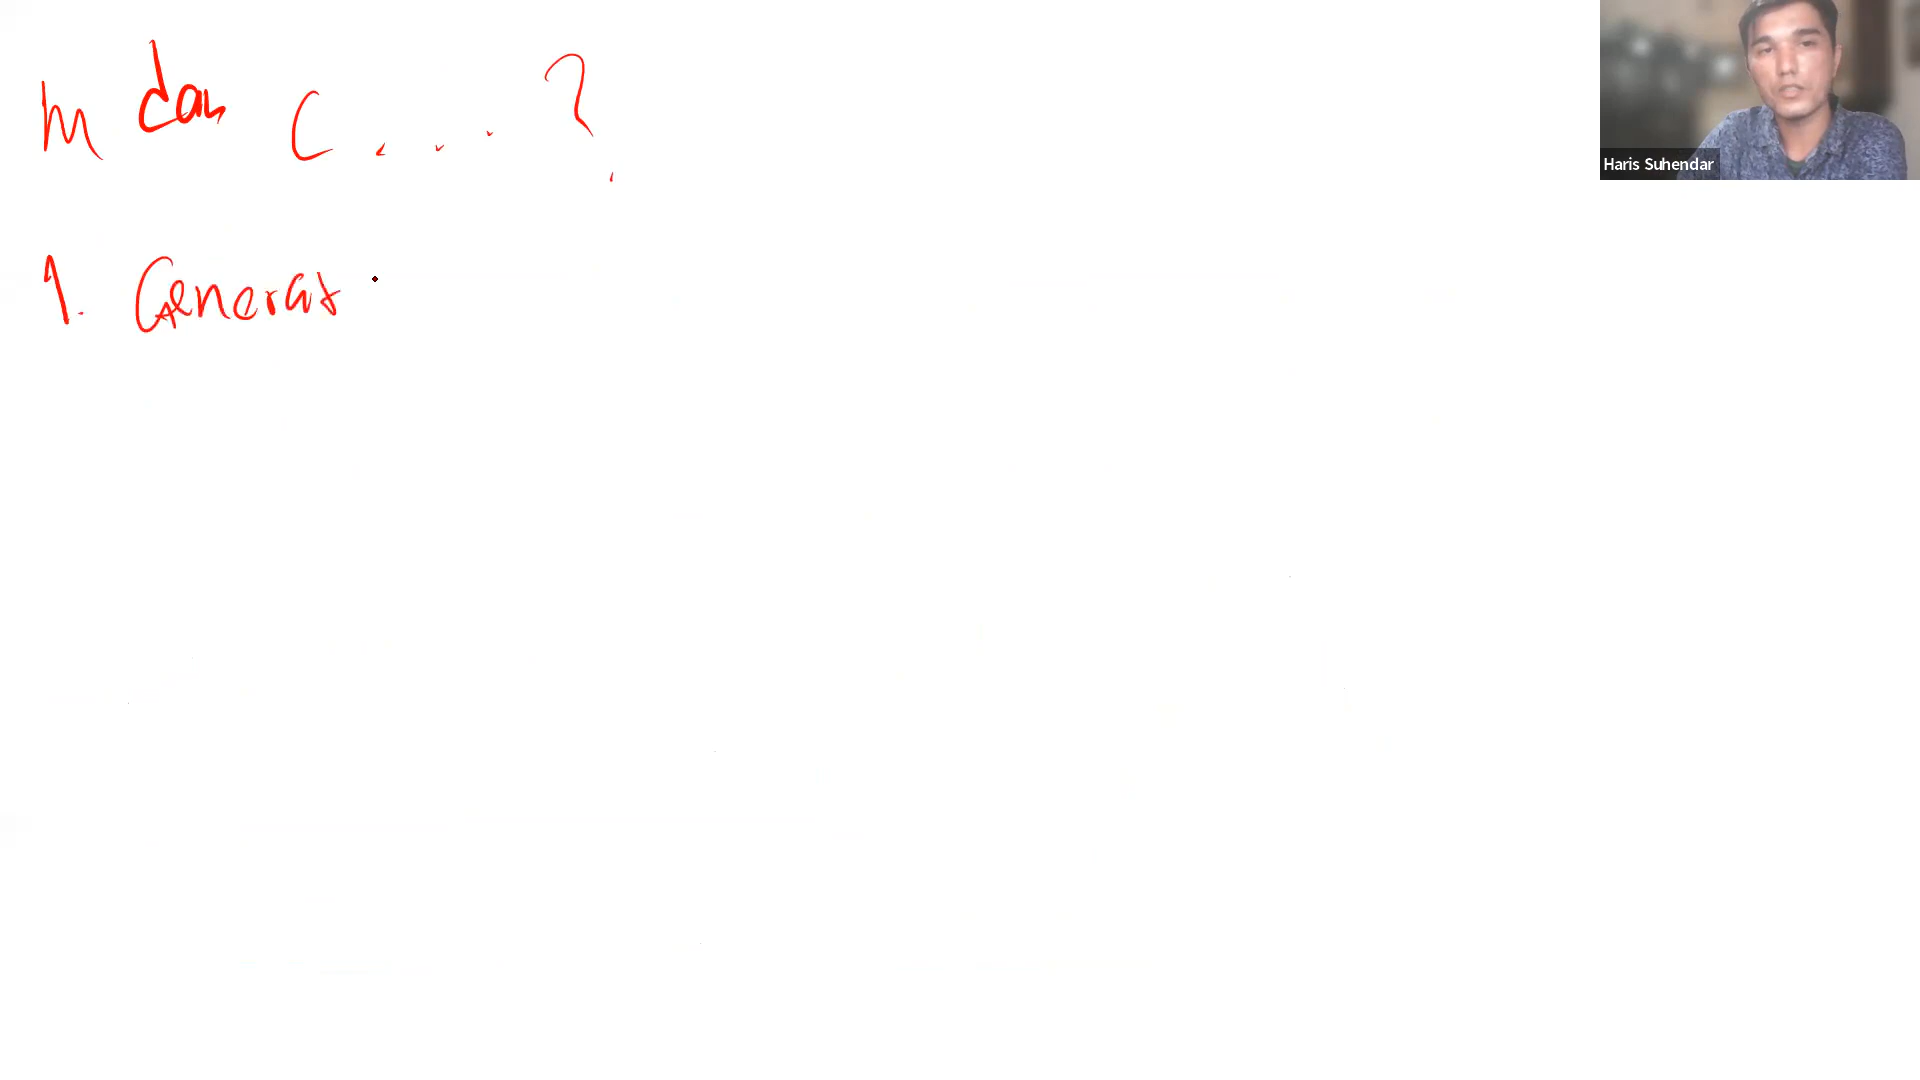 m dan c . . . ?
1. Generat
Haris Suhendar